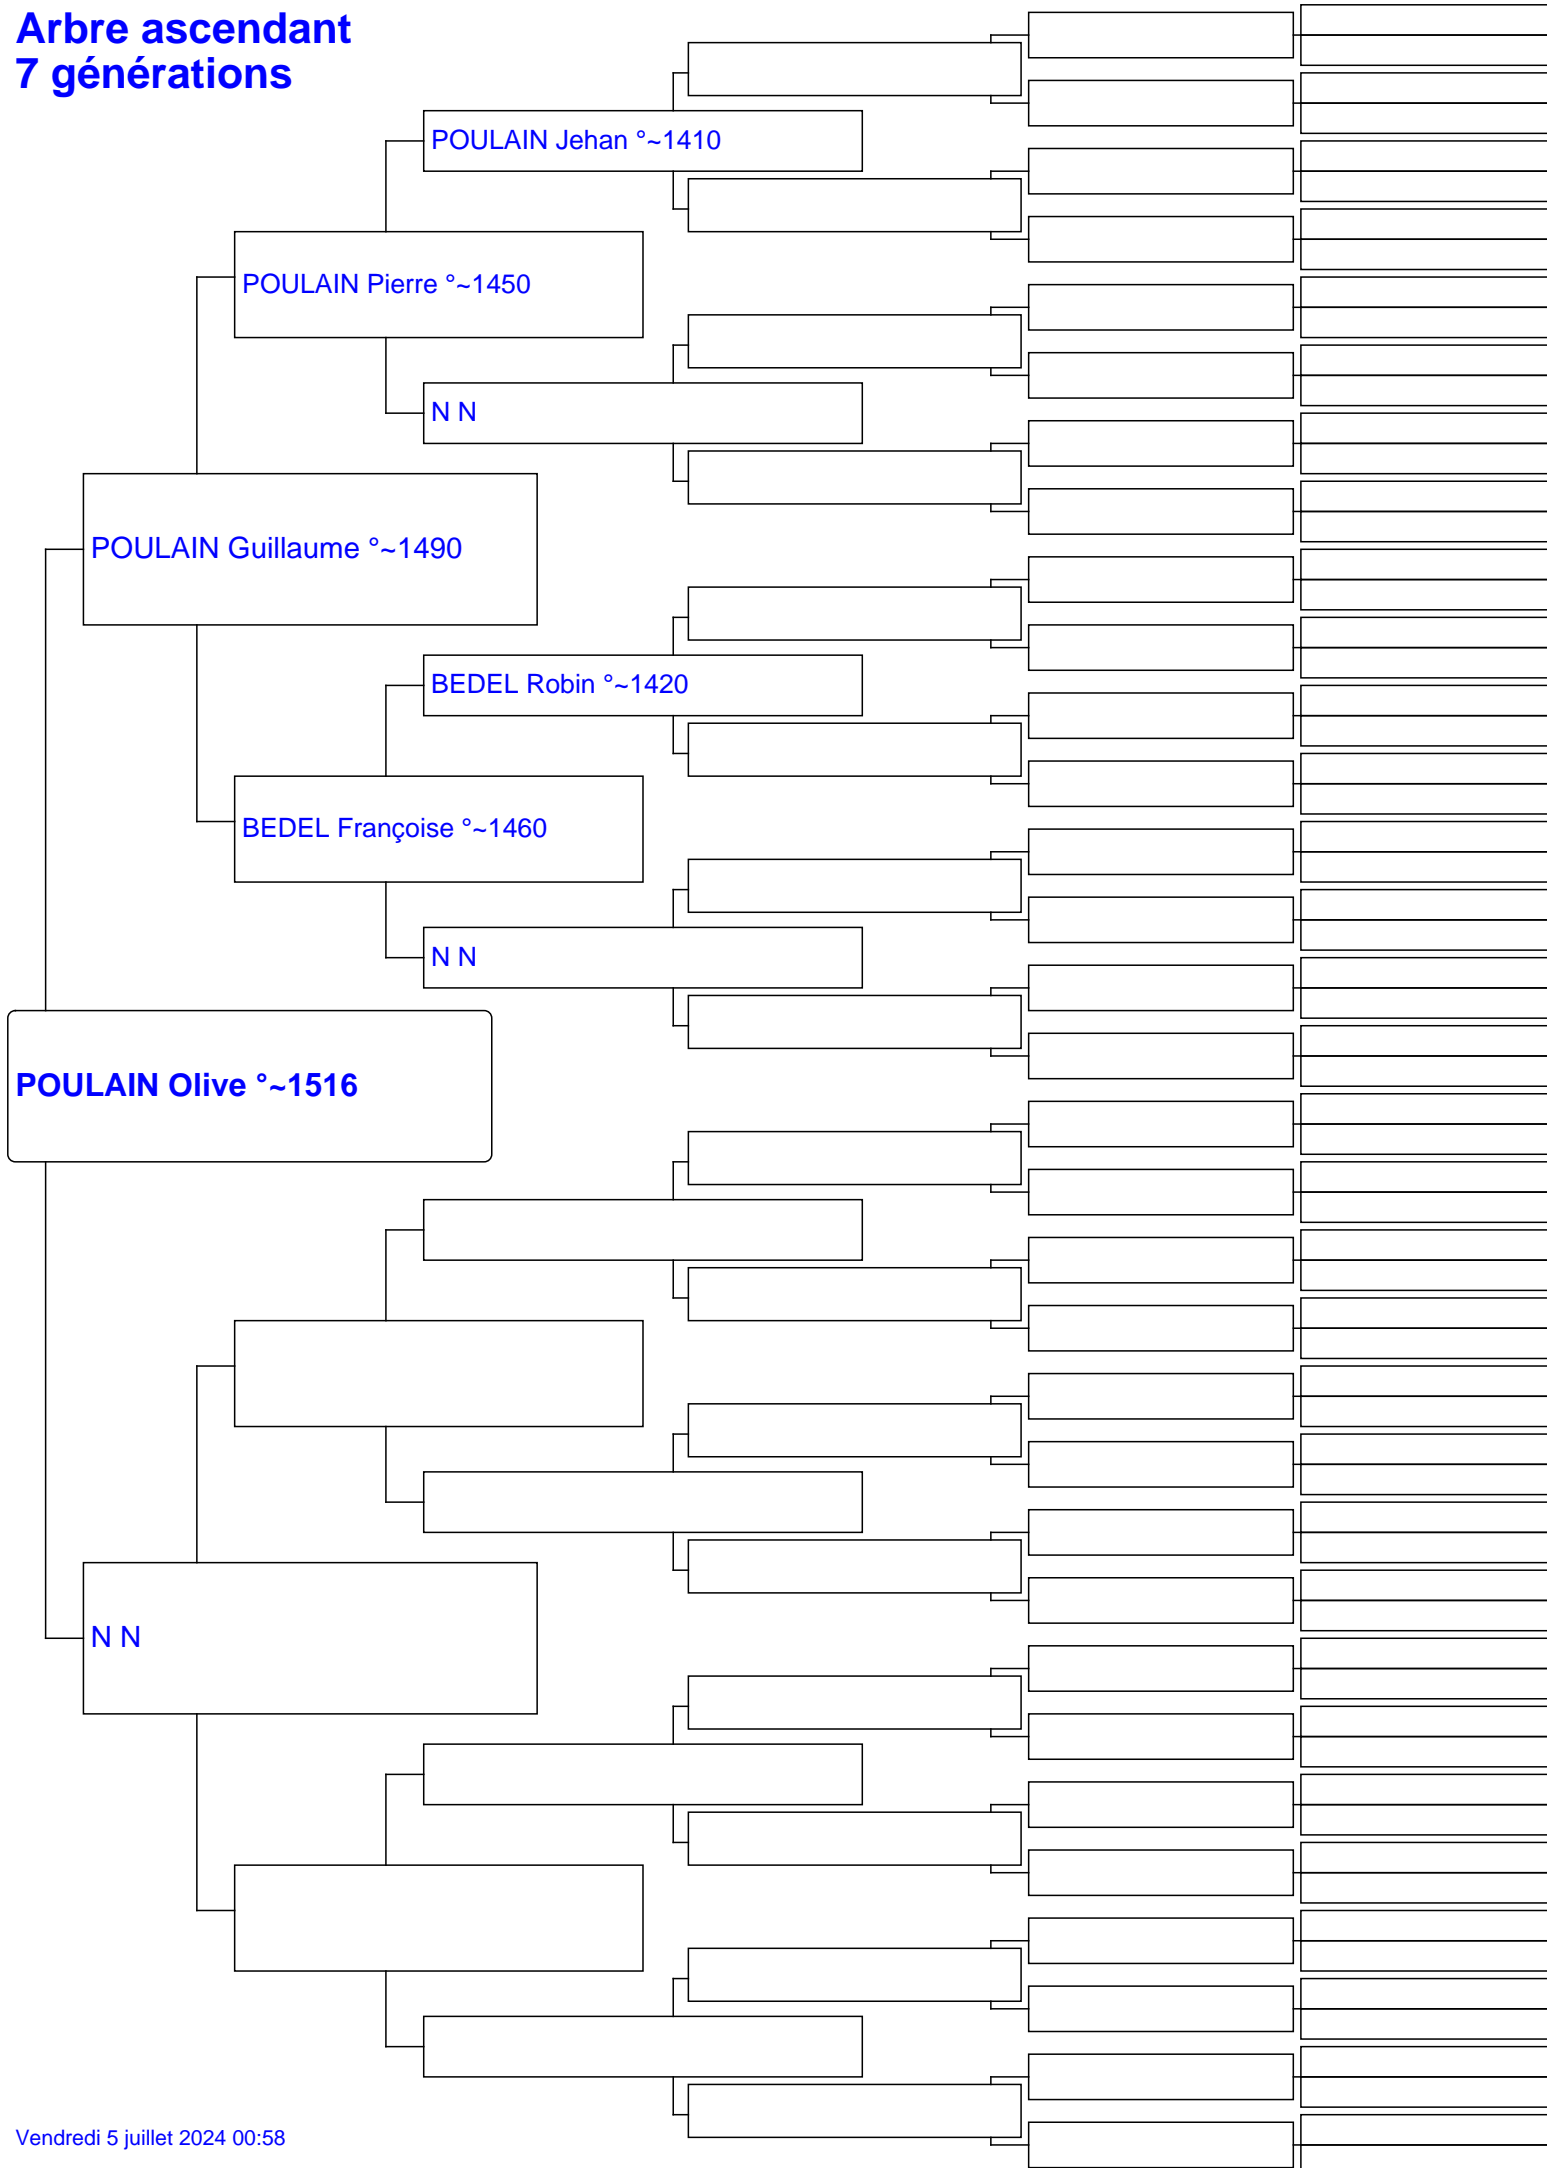 Arbre ascendant
7 générations
POULAIN Jehan °~1410
POULAIN Pierre °~1450
N N
POULAIN Guillaume °~1490
BEDEL Robin °~1420
BEDEL Françoise °~1460
N N
POULAIN Olive °~1516
N N
Vendredi 5 juillet 2024 00:58